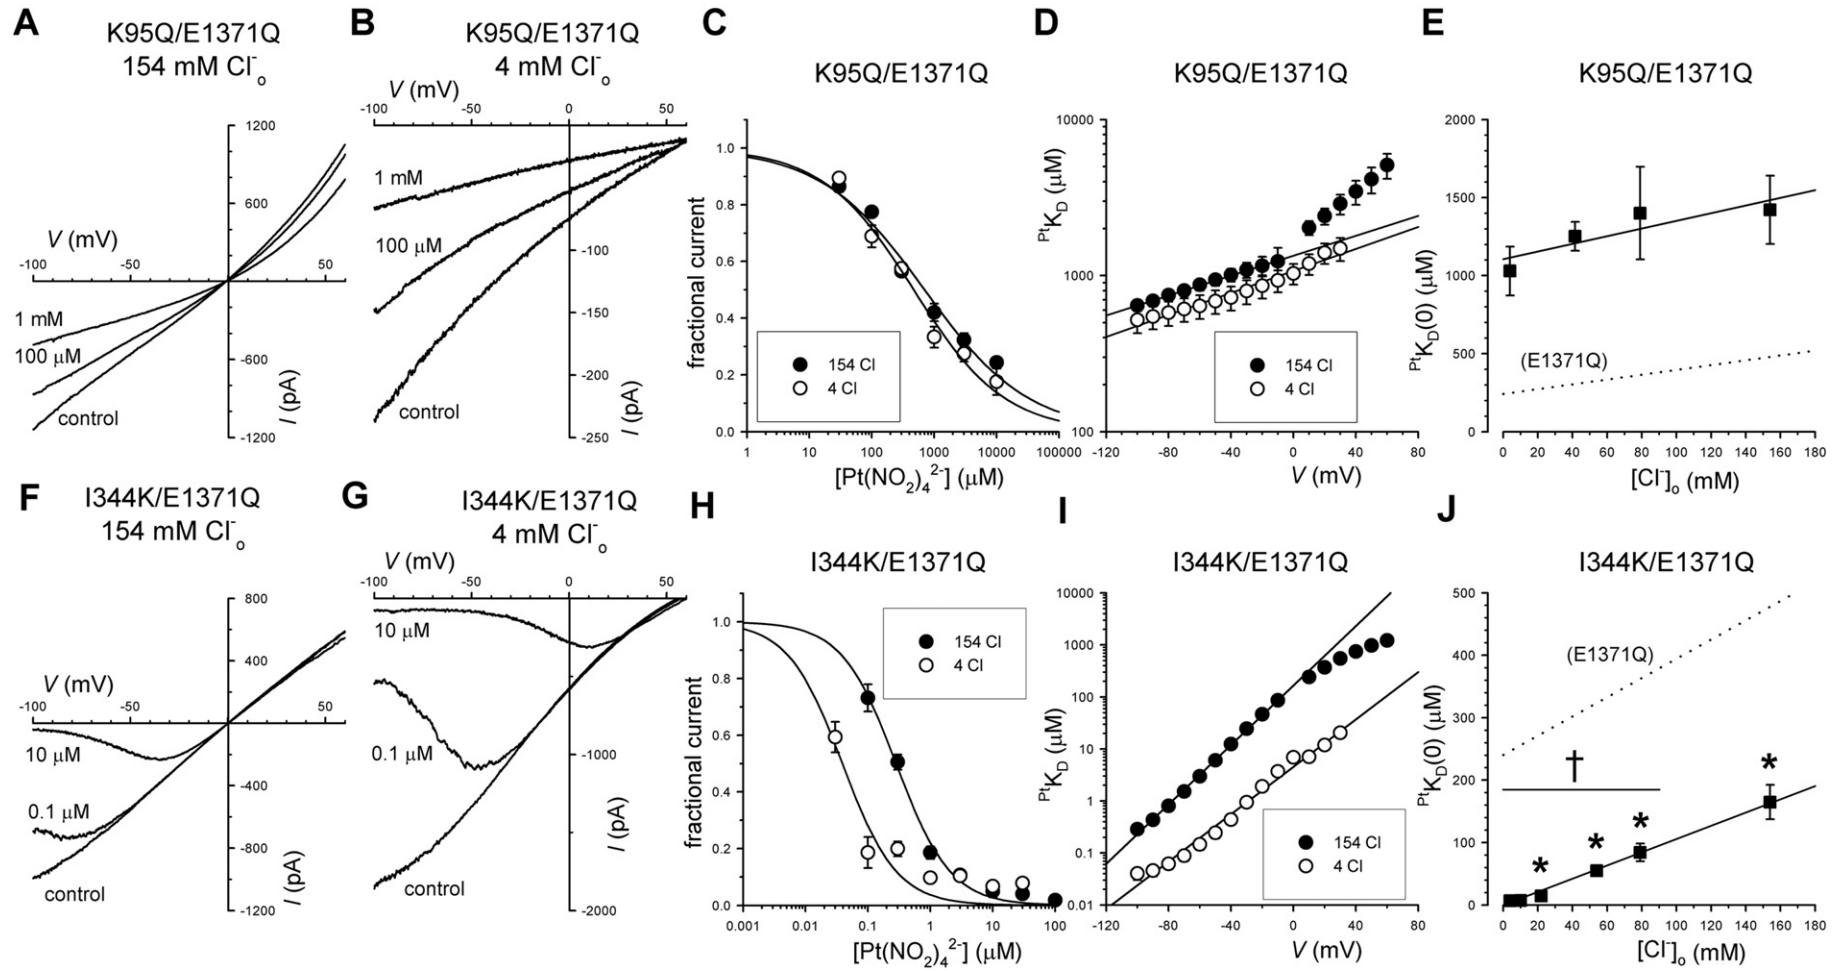 A
K95Q/E1371Q
154 mM Cl⁻ₒ
V (mV)
-100
-50
50
1200
600
-600
-1200
I (pA)
1 mM
100 μM
control
B
K95Q/E1371Q
4 mM Cl⁻ₒ
V (mV)
-100
-50
0
50
-100
-150
-200
-250
I (pA)
1 mM
100 μM
control
C
K95Q/E1371Q
fractional current
1.0
0.8
0.6
0.4
0.2
0.0
154 Cl
4 Cl
1 10 100 1000 10000 100000
[Pt(NO₂)₄²⁻] (μM)
D
K95Q/E1371Q
ᴾᵗK_D (μM)
10000
1000
100
154 Cl
4 Cl
-120 -80 -40 0 40 80
V (mV)
E
K95Q/E1371Q
ᴾᵗK_D(0) (μM)
2000
1500
1000
500
0
(E1371Q)
0 20 40 60 80 100 120 140 160 180
[Cl⁻]ₒ (mM)
F
I344K/E1371Q
154 mM Cl⁻ₒ
V (mV)
-100
-50
50
800
400
-400
-800
-1200
I (pA)
10 μM
0.1 μM
control
G
I344K/E1371Q
4 mM Cl⁻ₒ
V (mV)
-100
-50
0
50
-1000
-2000
I (pA)
10 μM
0.1 μM
control
H
I344K/E1371Q
fractional current
1.0
0.8
0.6
0.4
0.2
0.0
154 Cl
4 Cl
0.001 0.01 0.1 1 10 100
[Pt(NO₂)₄²⁻] (μM)
I
I344K/E1371Q
ᴾᵗK_D (μM)
10000
1000
100
10
1
0.1
0.01
154 Cl
4 Cl
-120 -80 -40 0 40 80
V (mV)
J
I344K/E1371Q
ᴾᵗK_D(0) (μM)
500
400
300
200
100
0
(E1371Q)
†
* * * *
0 20 40 60 80 100 120 140 160 180
[Cl⁻]ₒ (mM)